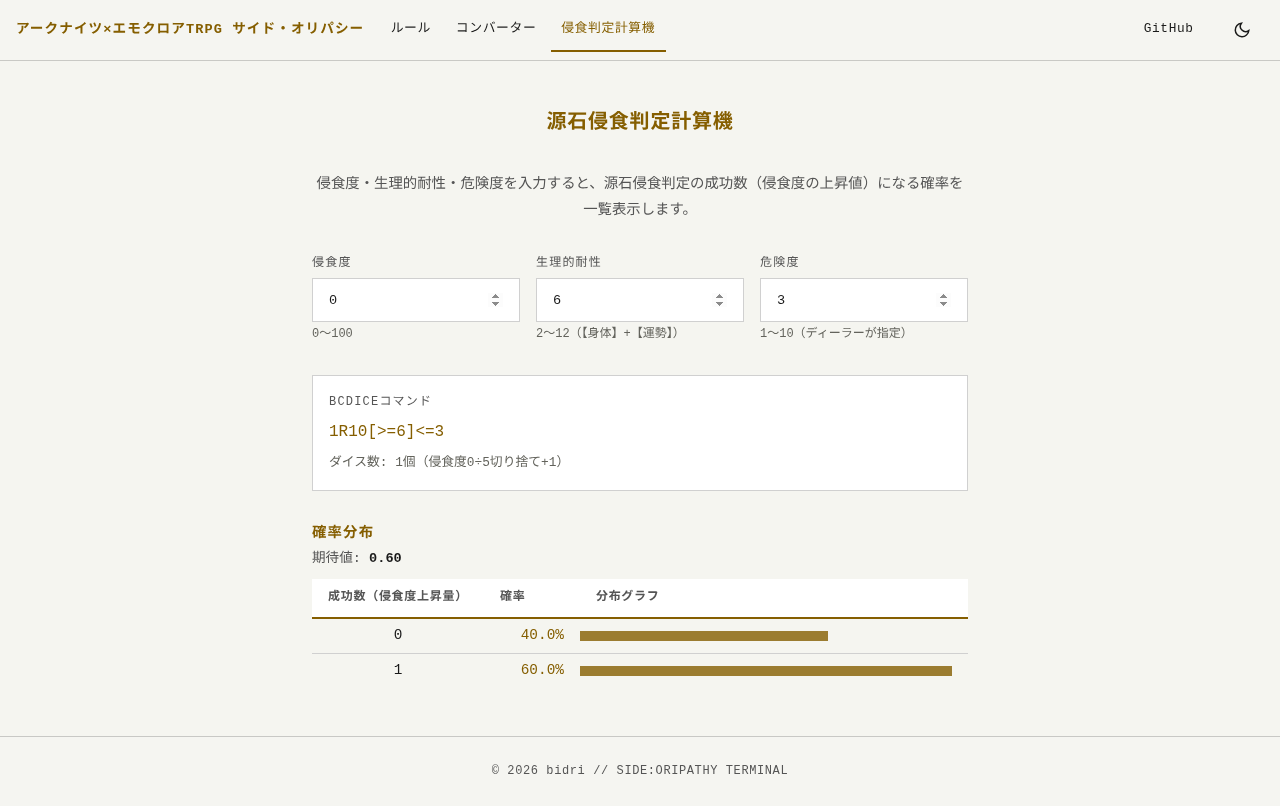 アークナイツ×エモクロアTRPG サイド・オリパシー ルール コンバーター 侵食判定計算機 GitHub
源石侵食判定計算機
侵食度・生理的耐性・危険度を入力すると、源石侵食判定の成功数（侵食度の上昇値）になる確率を
一覧表示します。
侵食度 生理的耐性 危険度
0 6 3
0〜100 2〜12（【身体】+【運勢】） 1〜10（ディーラーが指定）
BCDICEコマンド
1R10[>=6]<=3
ダイス数: 1個（侵食度0÷5切り捨て+1）
確率分布
期待値: 0.60
成功数（侵食度上昇量） 確率 分布グラフ
0 40.0%
1 60.0%
© 2026 bidri // SIDE:ORIPATHY TERMINAL